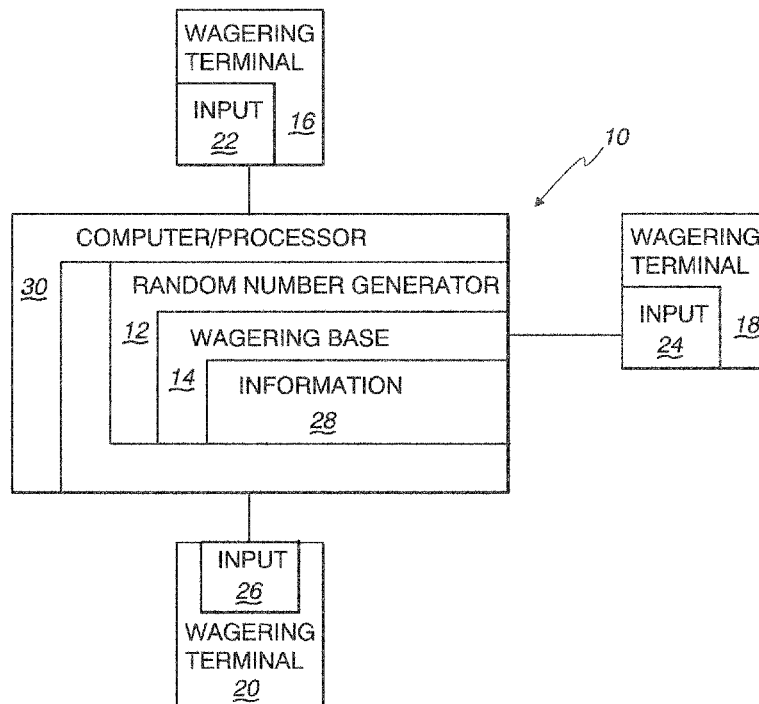 WAGERING
TERMINAL
INPUT
16
22
10
COMPUTER/PROCESSOR
30
RANDOM NUMBER GENERATOR
12
WAGERING BASE
14
INFORMATION
28
WAGERING
TERMINAL
INPUT
18
24
INPUT
26
WAGERING
TERMINAL
20